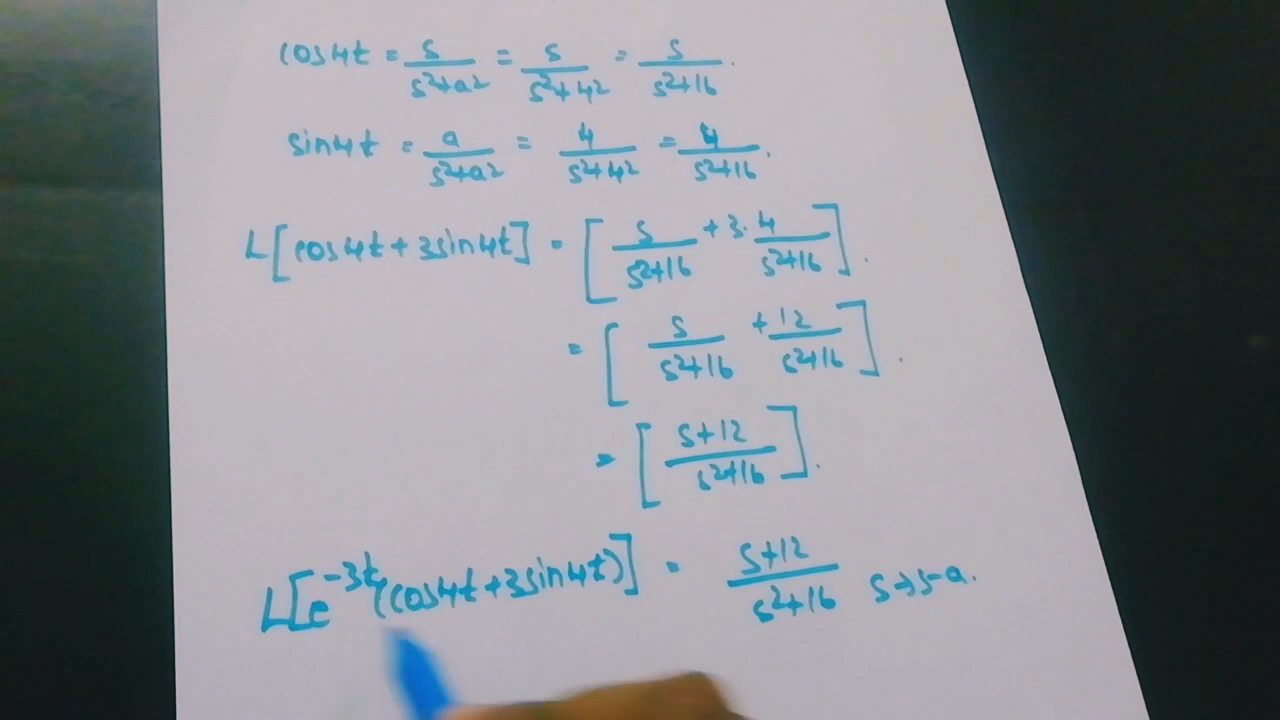 cos4t = s/s²+a² = s/s²+4² = s/s²+16.
sin4t = a/s²+a² = 4/s²+4² = 4/s²+16.
L[cos4t + 3sin4t] = [s/s²+16 + 3·4/s²+16].
= [s/s²+16 + 12/s²+16].
= [s+12/s²+16].
L[e⁻³ᵗ(cos4t+3sin4t)] = s+12/s²+16 s→s-a.